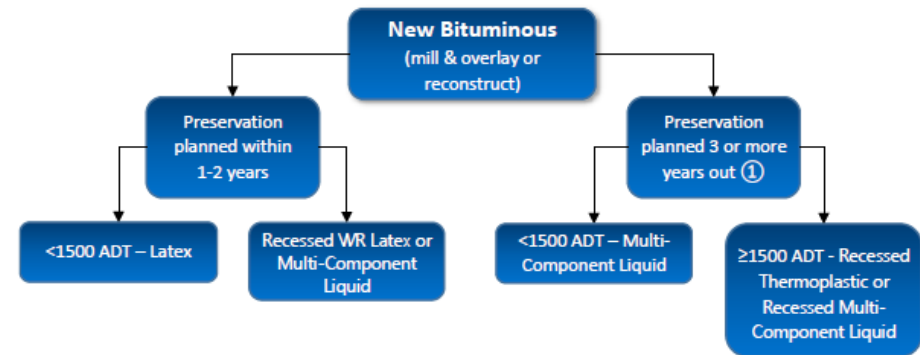 New Bituminous
(mill & overlay or
reconstruct)
Preservation
planned within
1-2 years
Preservation
planned 3 or more
years out ①
<1500 ADT – Latex
Recessed WR Latex or
Multi-Component
Liquid
<1500 ADT – Multi-
Component Liquid
≥1500 ADT - Recessed
Thermoplastic or
Recessed Multi-
Component Liquid